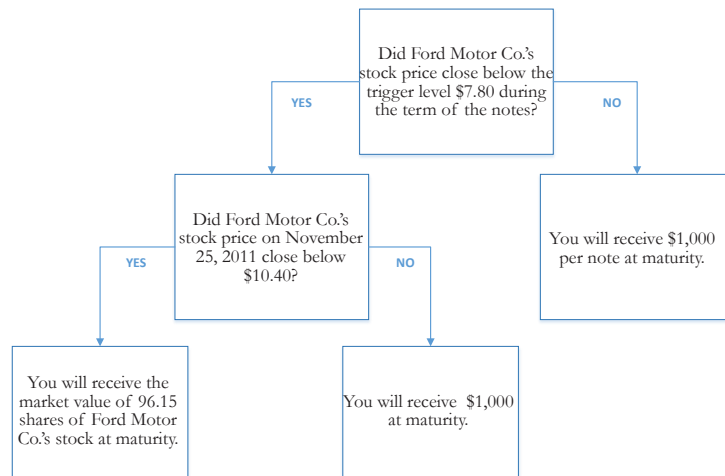 Did Ford Motor Co.'s
stock price close below the
trigger level $7.80 during
the term of the notes?
YES
NO
Did Ford Motor Co.'s
stock price on November
25, 2011 close below
$10.40?
You will receive $1,000
per note at maturity.
YES
NO
You will receive the
market value of 96.15
shares of Ford Motor
Co.'s stock at maturity.
You will receive $1,000
at maturity.